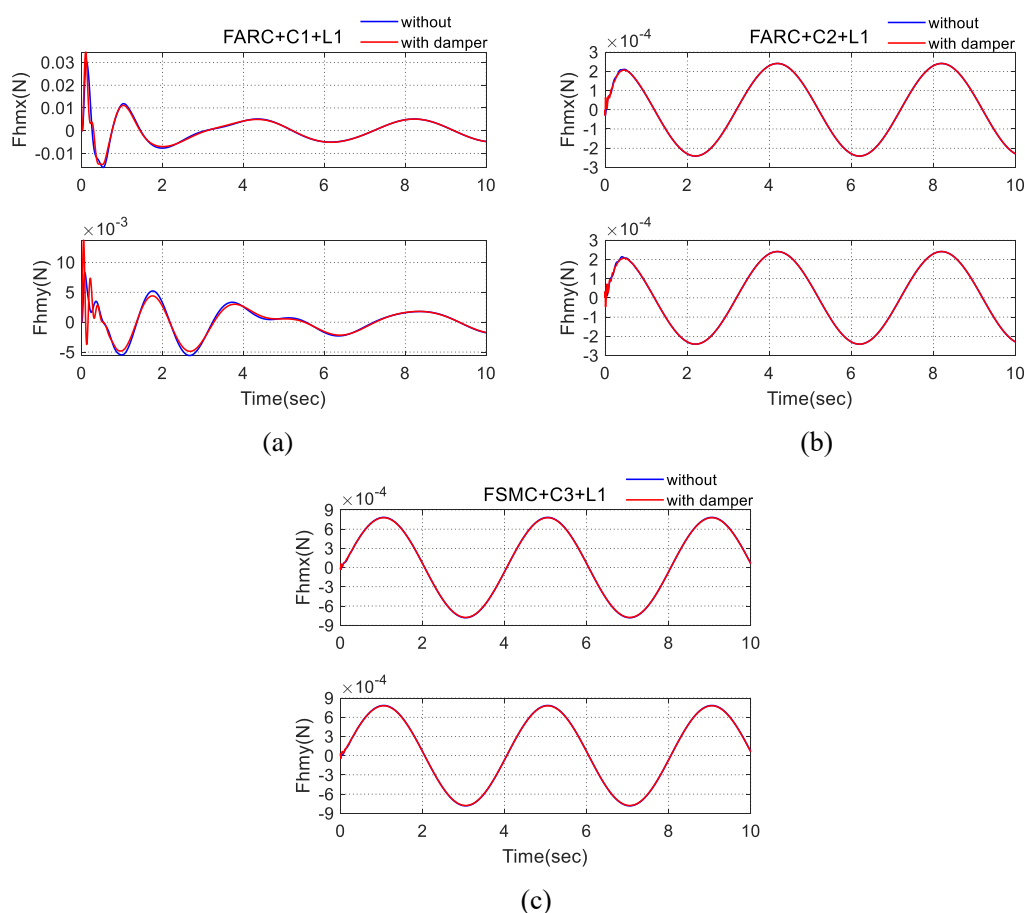 without
FARC+C1+L1
with damper
0.03
0.02
0.01
0
-0.01
Fhmx(N)
0 2 4 6 8 10
×10-3
10
5
0
-5
Fhmy(N)
0 2 4 6 8 10
Time(sec)
(a)
without
×10-4
FARC+C2+L1
with damper
3
2
1
0
-1
-2
-3
Fhmx(N)
0 2 4 6 8 10
×10-4
3
2
1
0
-1
-2
-3
Fhmy(N)
0 2 4 6 8 10
Time(sec)
(b)
without
×10-4
FSMC+C3+L1
with damper
9
6
3
0
-3
-6
-9
Fhmx(N)
0 2 4 6 8 10
×10-4
9
6
3
0
-3
-6
-9
Fhmy(N)
0 2 4 6 8 10
Time(sec)
(c)